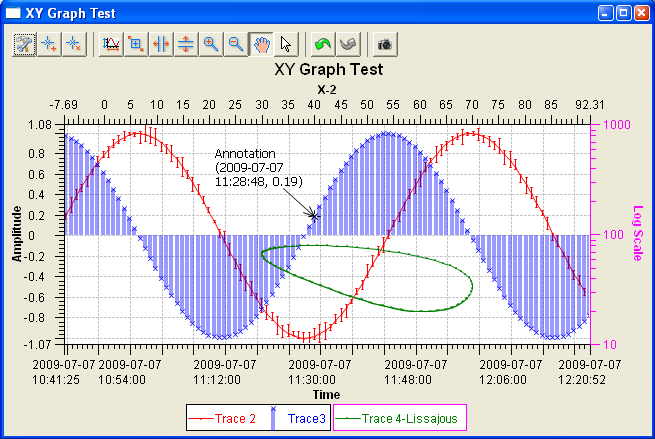 XY Graph Test
XY Graph Test
X-2
-7.69 0 5 10 15 20 25 30 35 40 45 50 55 60 65 70 75 80 85 92.31
1.08 1000
0.8
0.6
0.4
0.2
0 100
-0.2
-0.4
-0.6
-0.8
-1.07 10
Amplitude
Log Scale
Annotation
(2009-07-07
11:28:48, 0.19)
2009-07-07 2009-07-07 2009-07-07 2009-07-07 2009-07-07 2009-07-07 2009-07-07
10:41:25 10:54:00 11:12:00 11:30:00 11:48:00 12:06:00 12:20:52
Time
Trace 2 Trace3 Trace 4-Lissajous